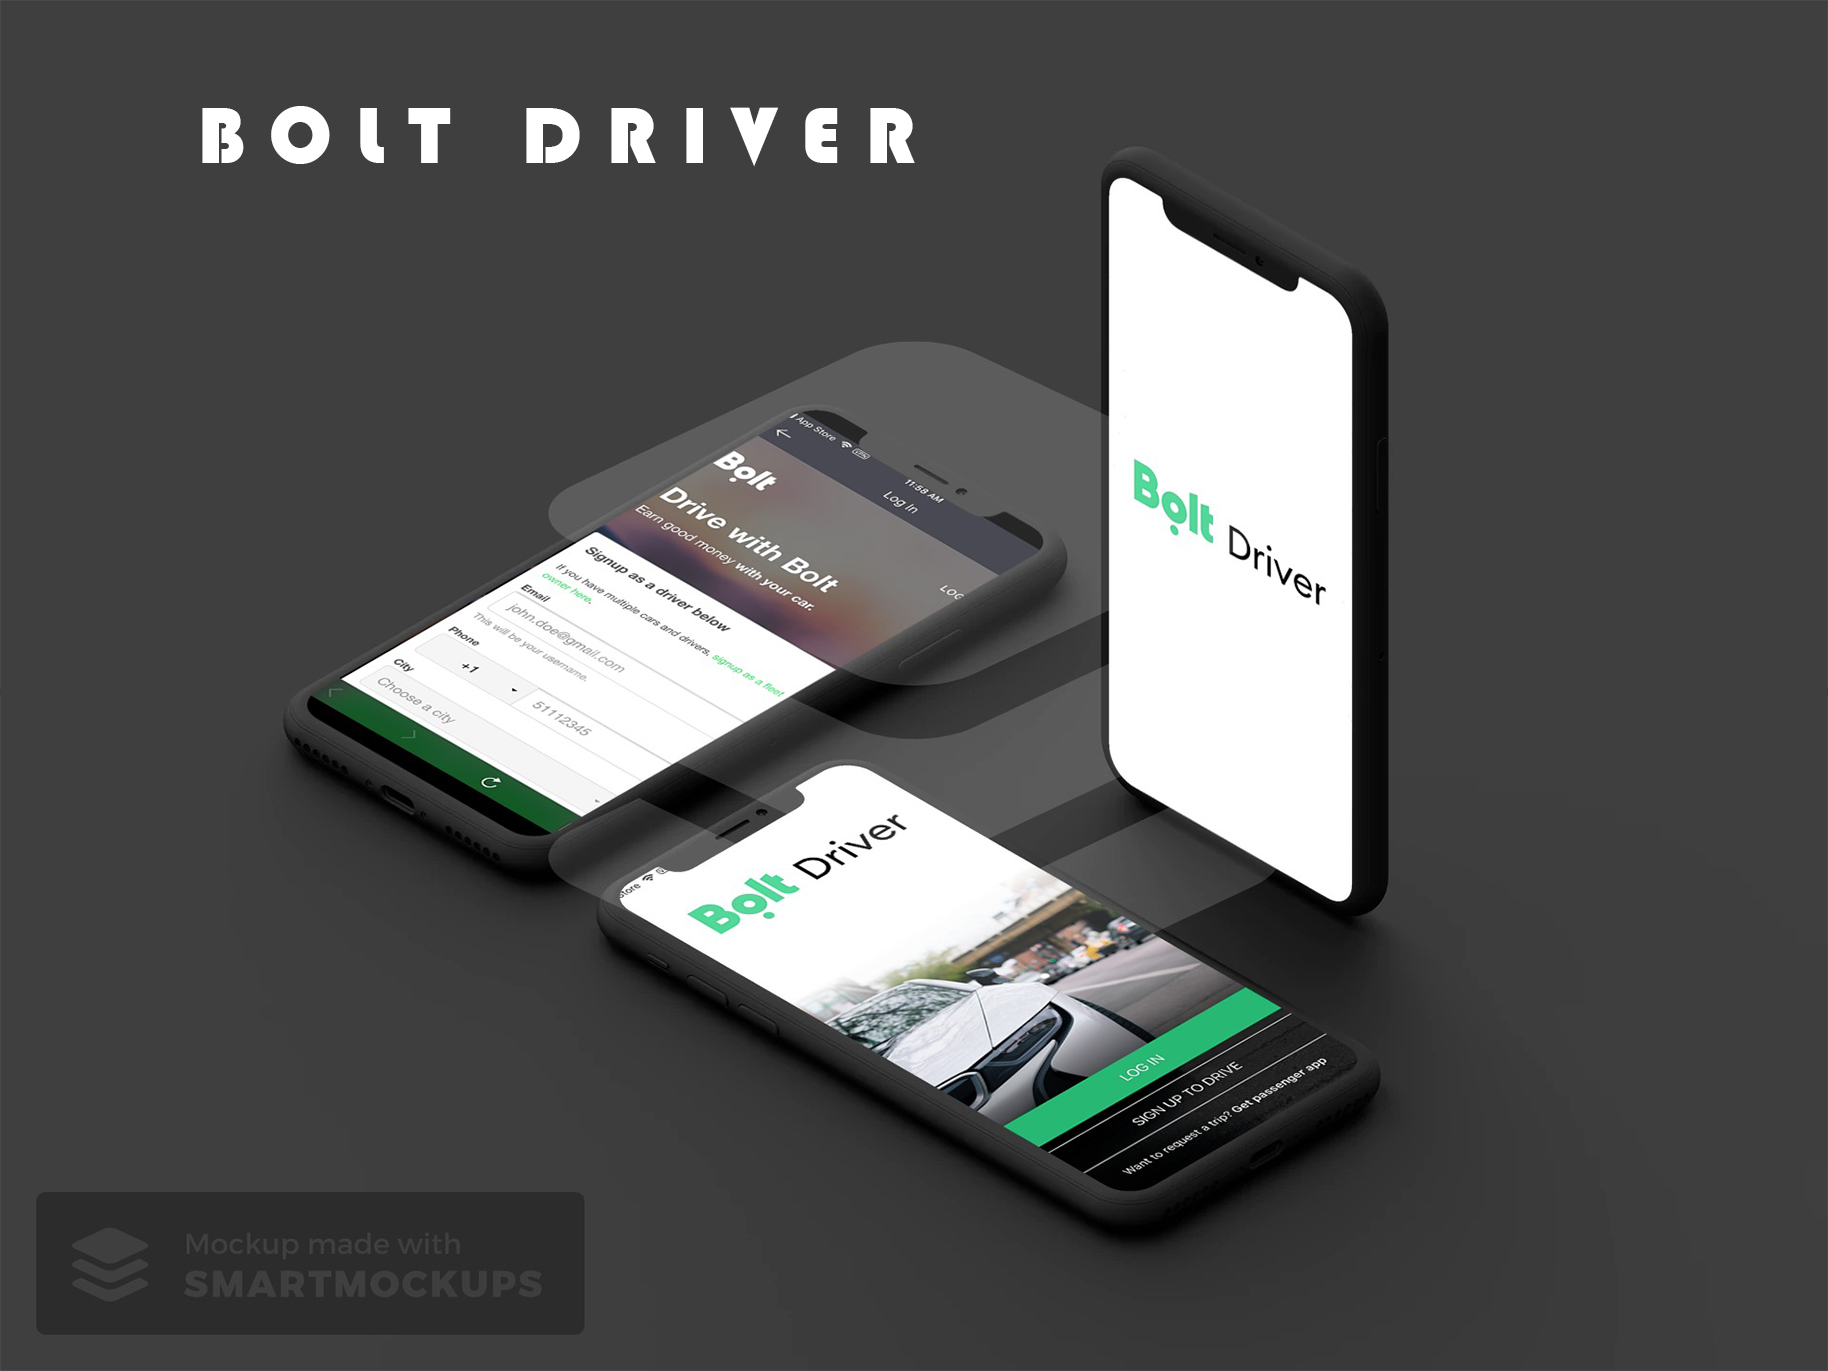 BOLT DRIVER
App Store
11:58 AM
Log In
Bolt
Drive with Bolt
Earn good money with your car.
LOG
Signup as a driver below
If you have multiple cars and drivers, signup as a fleet
owner here.
Email
john.doe@gmail.com
This will be your username.
Phone
+1
51112345
City
Choose a city
Bolt Driver
Store
Bolt Driver
LOG IN
SIGN UP TO DRIVE
Want to request a trip? Get passenger app
Mockup made with
SMARTMOCKUPS